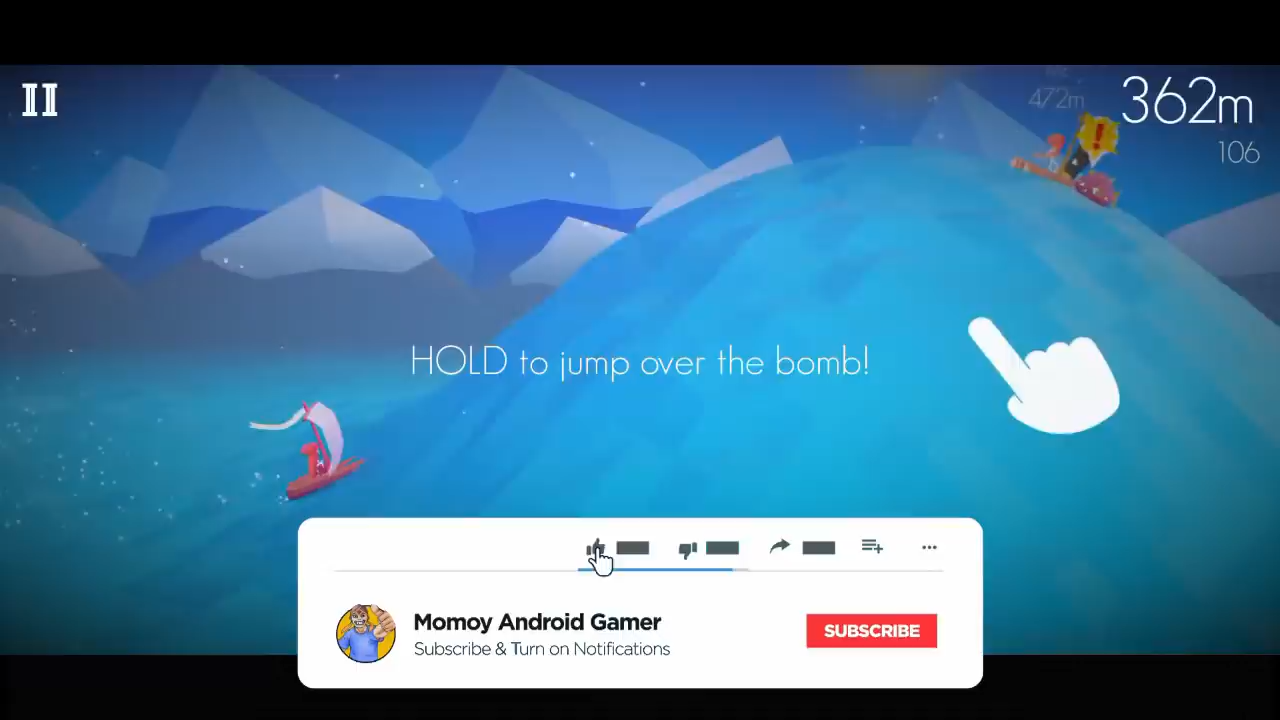 362m
472m
106
HOLD to jump over the bomb!
Momoy Android Gamer
SUBSCRIBE
Subscribe & Turn on Notifications